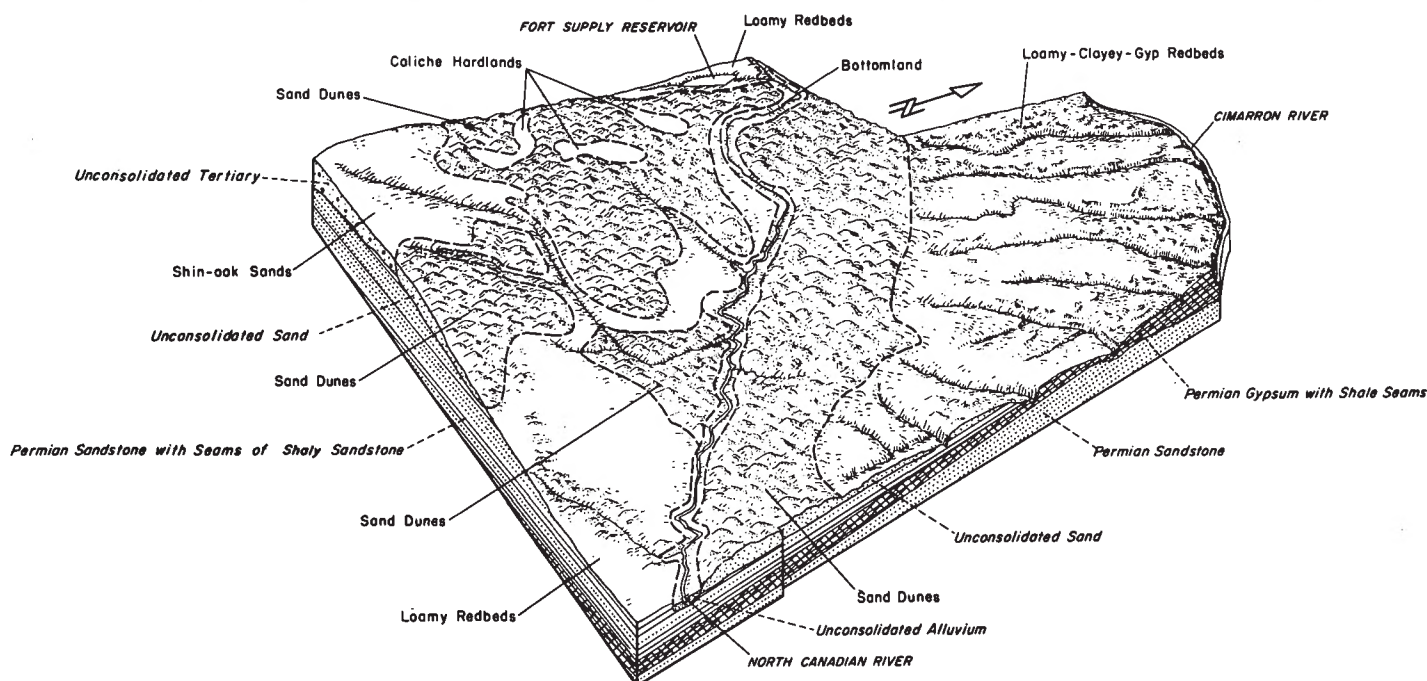 FORT SUPPLY RESERVOIR
Loamy Redbeds
Caliche Hardlands
Bottomland
Loamy-Clayey-Gyp Redbeds
Sand Dunes
CIMARRON RIVER
Unconsolidated Tertiary
Shin-oak Sands
Unconsolidated Sand
Sand Dunes
Permian Gypsum with Shale Seams
Permian Sandstone with Seams of Shaly Sandstone
Permian Sandstone
Sand Dunes
Unconsolidated Sand
Sand Dunes
Loamy Redbeds
Unconsolidated Alluvium
NORTH CANADIAN RIVER